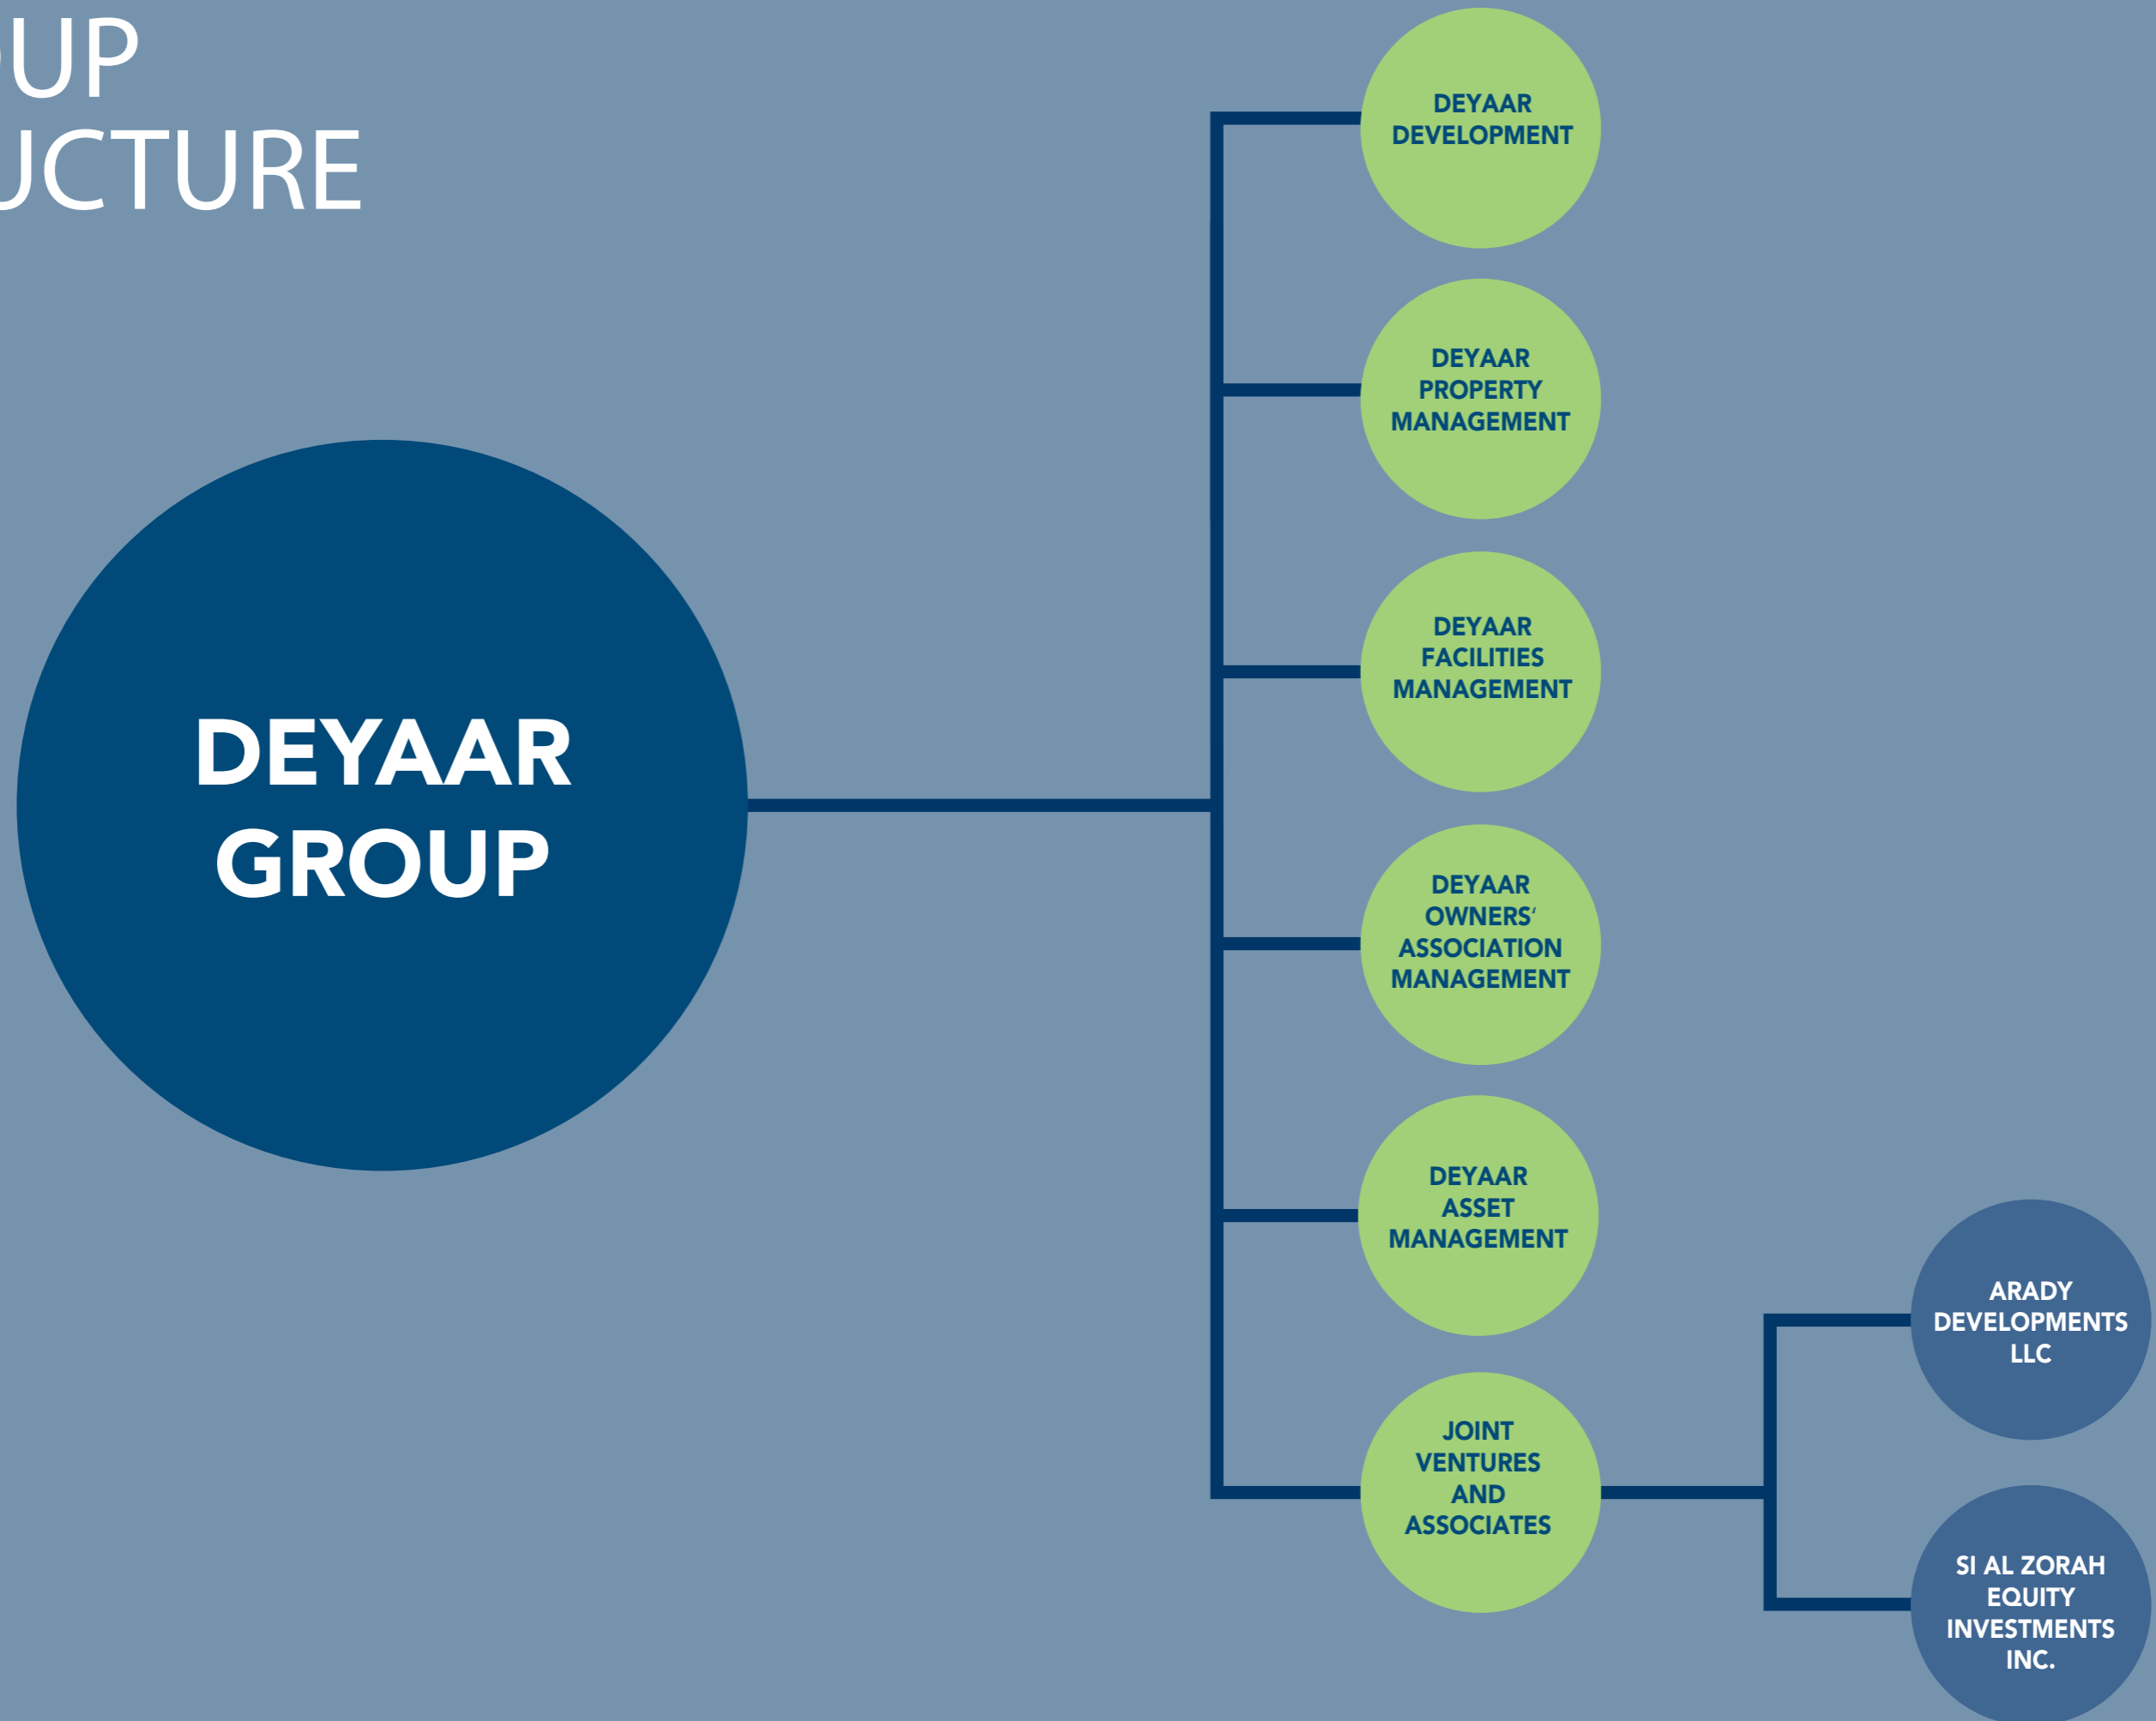 OUP
UCTURE
DEYAAR
GROUP
DEYAAR
DEVELOPMENT
DEYAAR
PROPERTY
MANAGEMENT
DEYAAR
FACILITIES
MANAGEMENT
DEYAAR
OWNERS'
ASSOCIATION
MANAGEMENT
DEYAAR
ASSET
MANAGEMENT
JOINT
VENTURES
AND
ASSOCIATES
ARADY
DEVELOPMENTS
LLC
SI AL ZORAH
EQUITY
INVESTMENTS
INC.